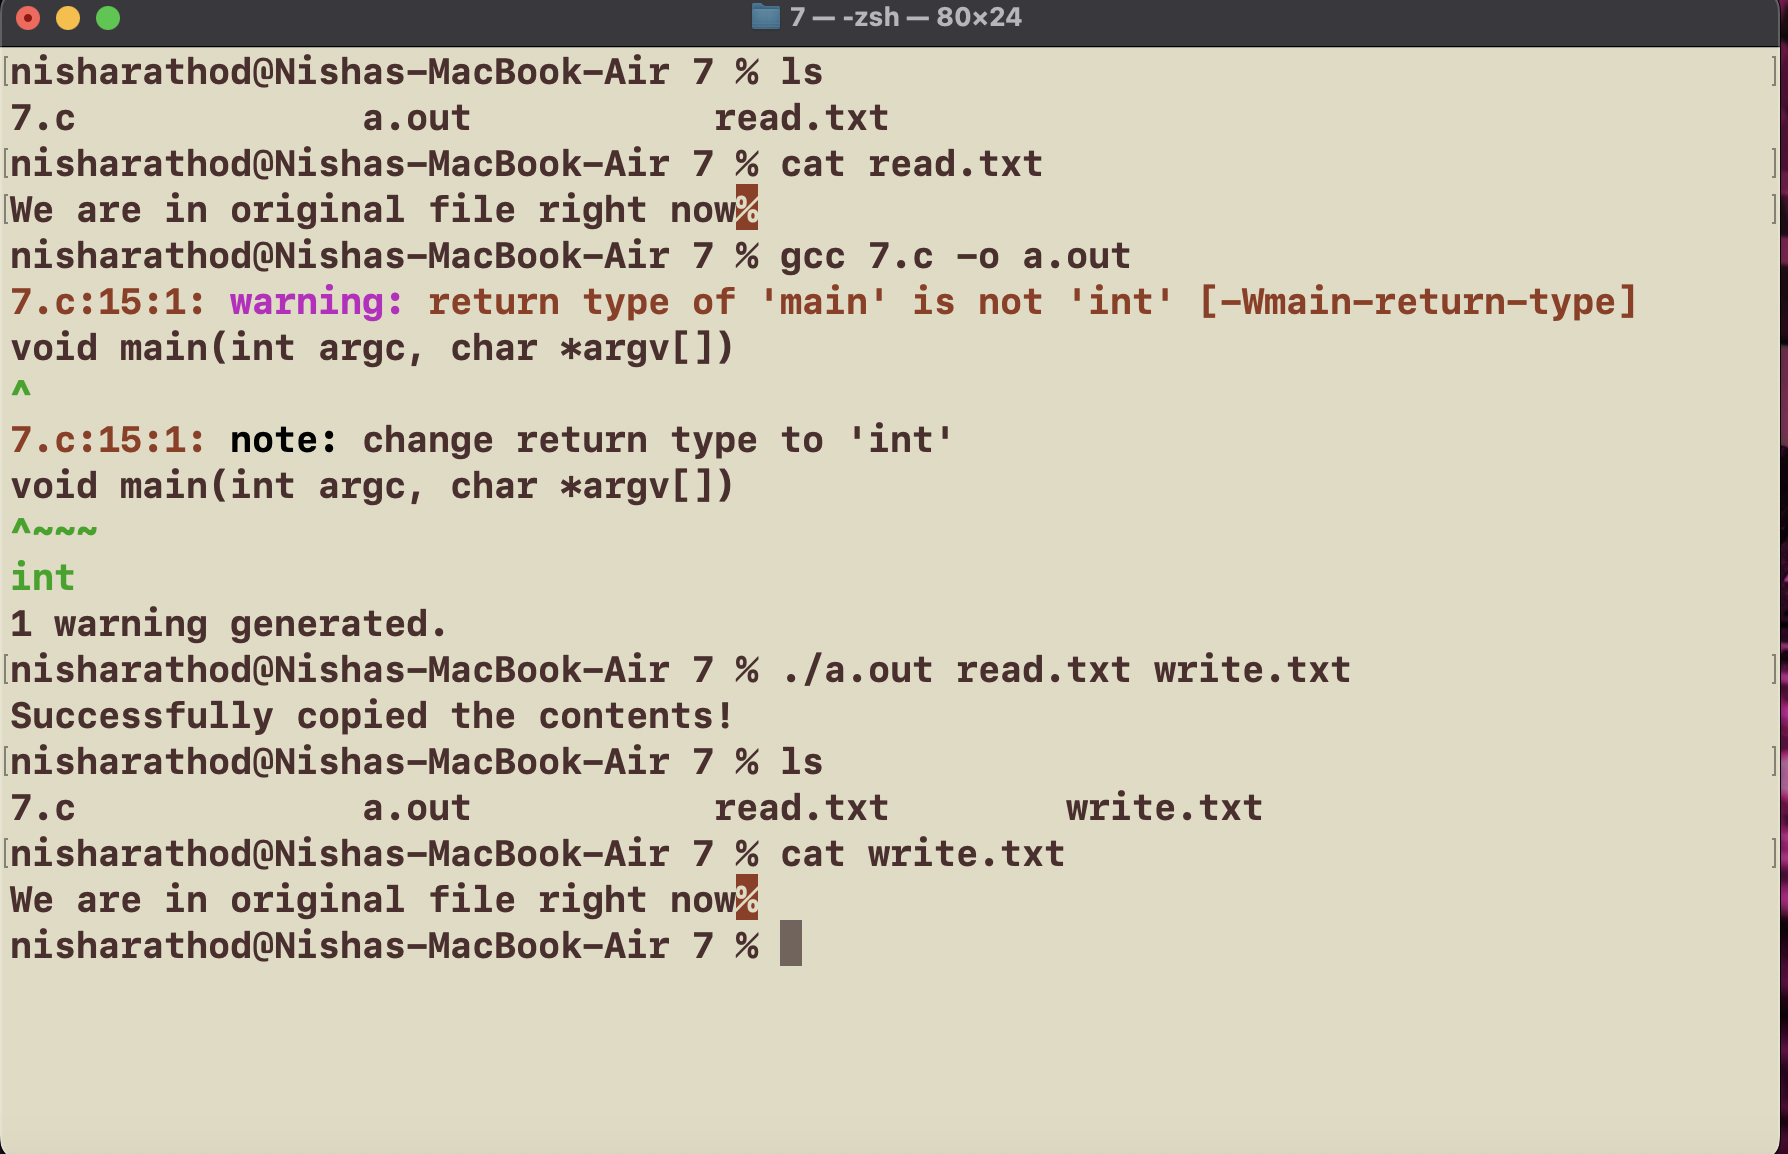 7 — -zsh — 80×24
nisharathod@Nishas-MacBook-Air 7 % ls
7.c             a.out           read.txt
nisharathod@Nishas-MacBook-Air 7 % cat read.txt
We are in original file right now%
nisharathod@Nishas-MacBook-Air 7 % gcc 7.c -o a.out
7.c:15:1: warning: return type of 'main' is not 'int' [-Wmain-return-type]
void main(int argc, char *argv[])
^
7.c:15:1: note: change return type to 'int'
void main(int argc, char *argv[])
^~~~
int
1 warning generated.
nisharathod@Nishas-MacBook-Air 7 % ./a.out read.txt write.txt
Successfully copied the contents!
nisharathod@Nishas-MacBook-Air 7 % ls
7.c             a.out           read.txt        write.txt
nisharathod@Nishas-MacBook-Air 7 % cat write.txt
We are in original file right now%
nisharathod@Nishas-MacBook-Air 7 %